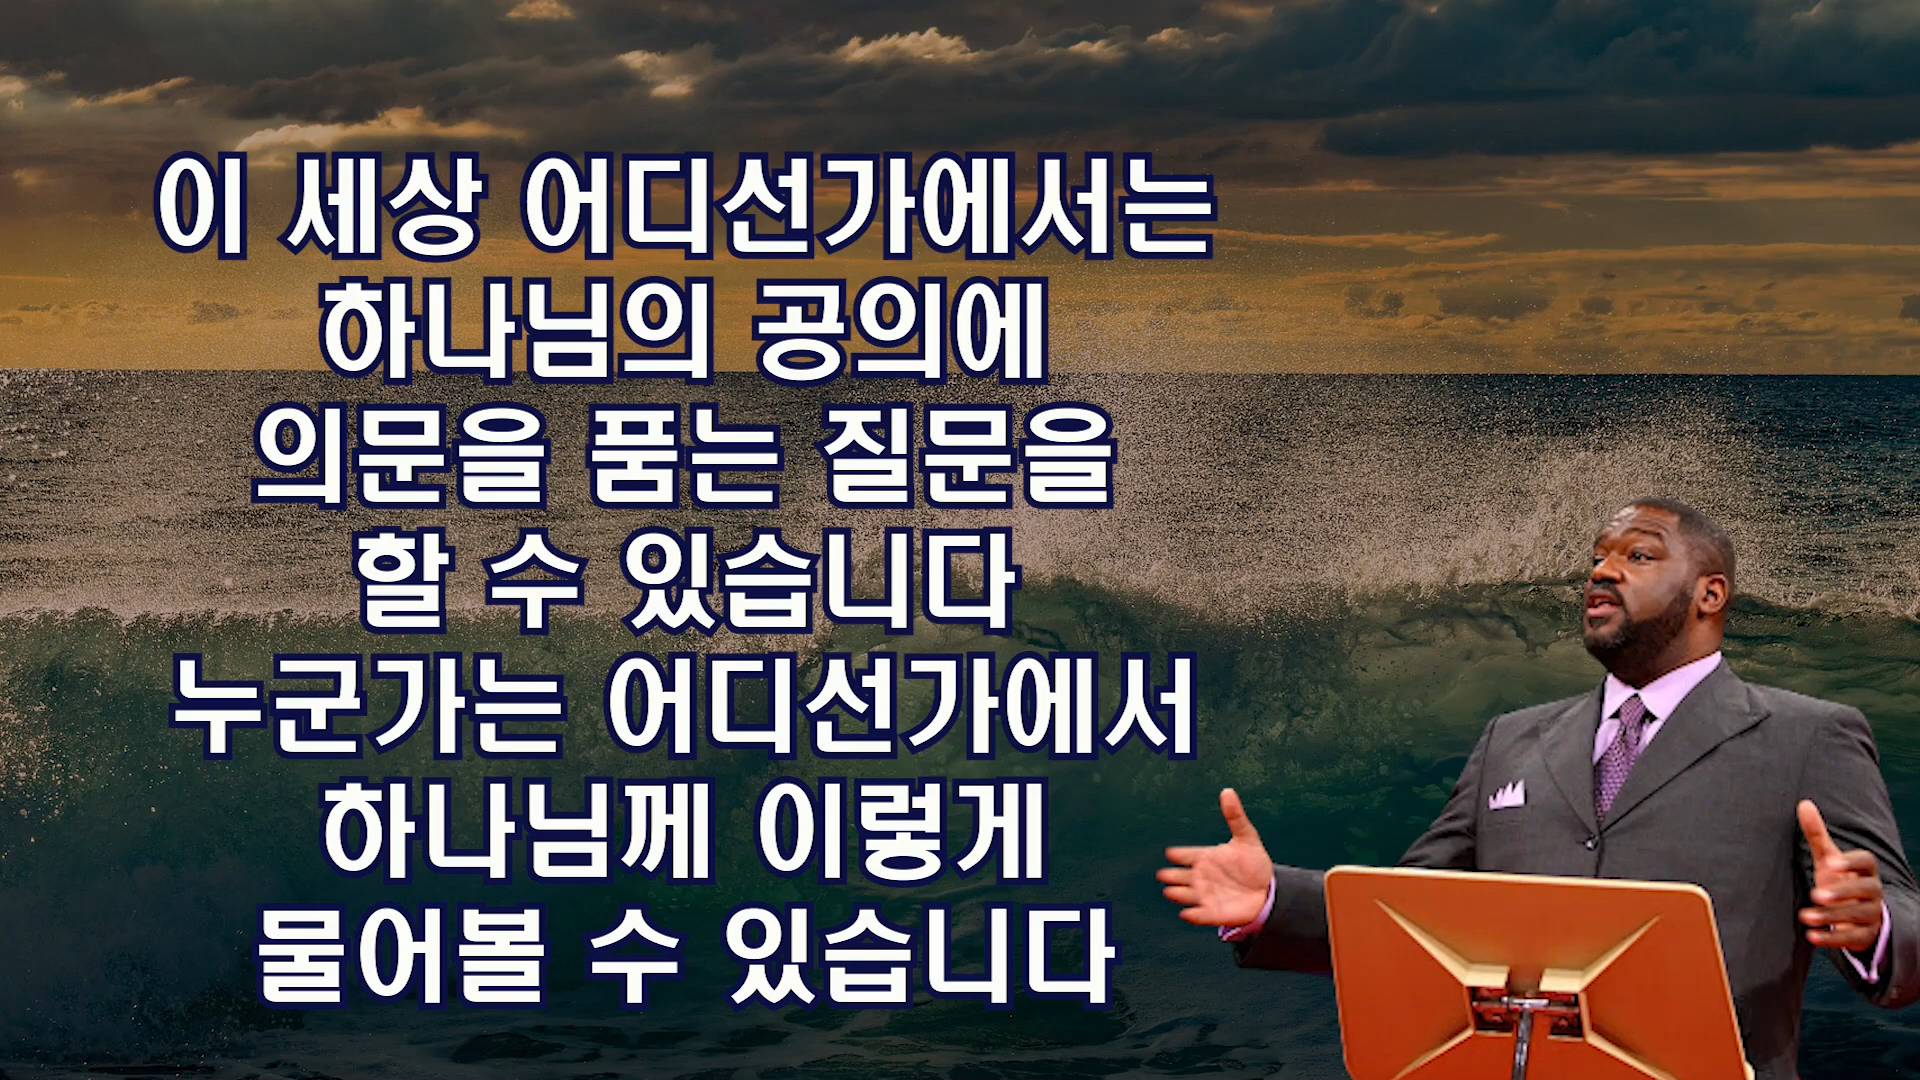 이 세상 어디선가에서는
하나님의 공의에
의문을 품는 질문을
할 수 있습니다
누군가는 어디선가에서
하나님께 이렇게
물어볼 수 있습니다